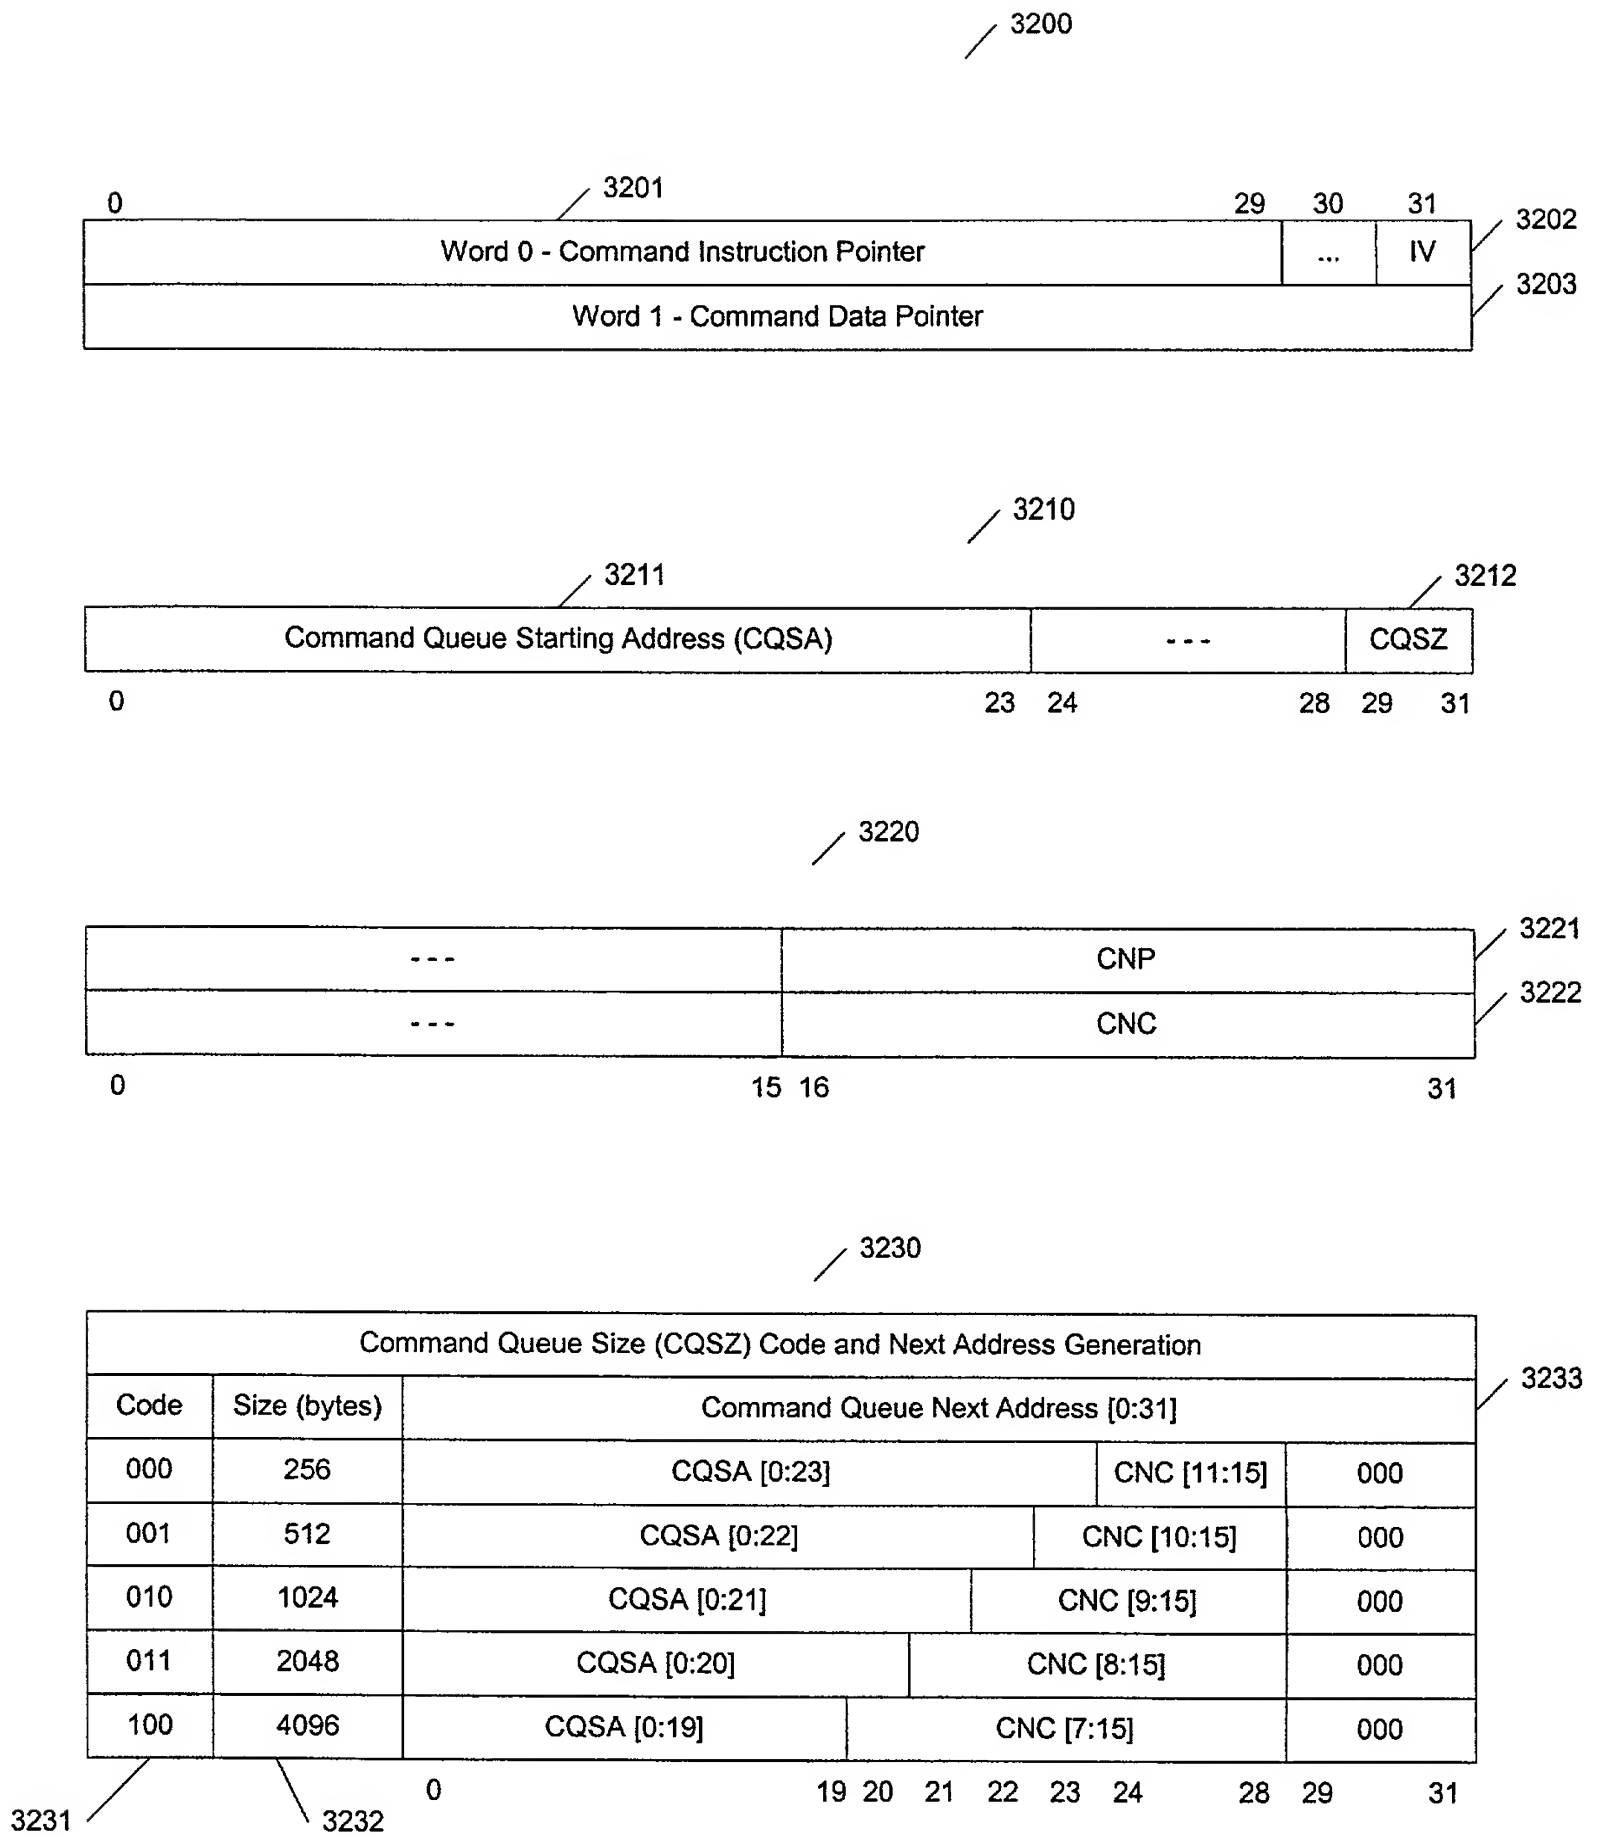 3200
0 3201 29 30 31
Word 0 - Command Instruction Pointer ... IV 3202
Word 1 - Command Data Pointer 3203
3210
3211 3212
Command Queue Starting Address (CQSA) --- CQSZ
0 23 24 28 29 31
3220
--- CNP 3221
--- CNC 3222
0 15 16 31
3230
Command Queue Size (CQSZ) Code and Next Address Generation
Code Size (bytes) Command Queue Next Address [0:31] 3233
000 256 CQSA [0:23] CNC [11:15] 000
001 512 CQSA [0:22] CNC [10:15] 000
010 1024 CQSA [0:21] CNC [9:15] 000
011 2048 CQSA [0:20] CNC [8:15] 000
100 4096 CQSA [0:19] CNC [7:15] 000
0 19 20 21 22 23 24 28 29 31
3231 3232